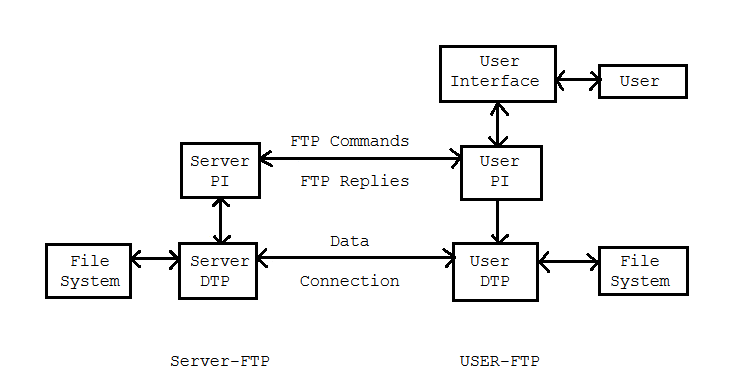 User
Interface
User
FTP Commands
Server
PI
User
PI
FTP Replies
Data
File
System
Server
DTP
User
DTP
File
System
Connection
Server-FTP
USER-FTP